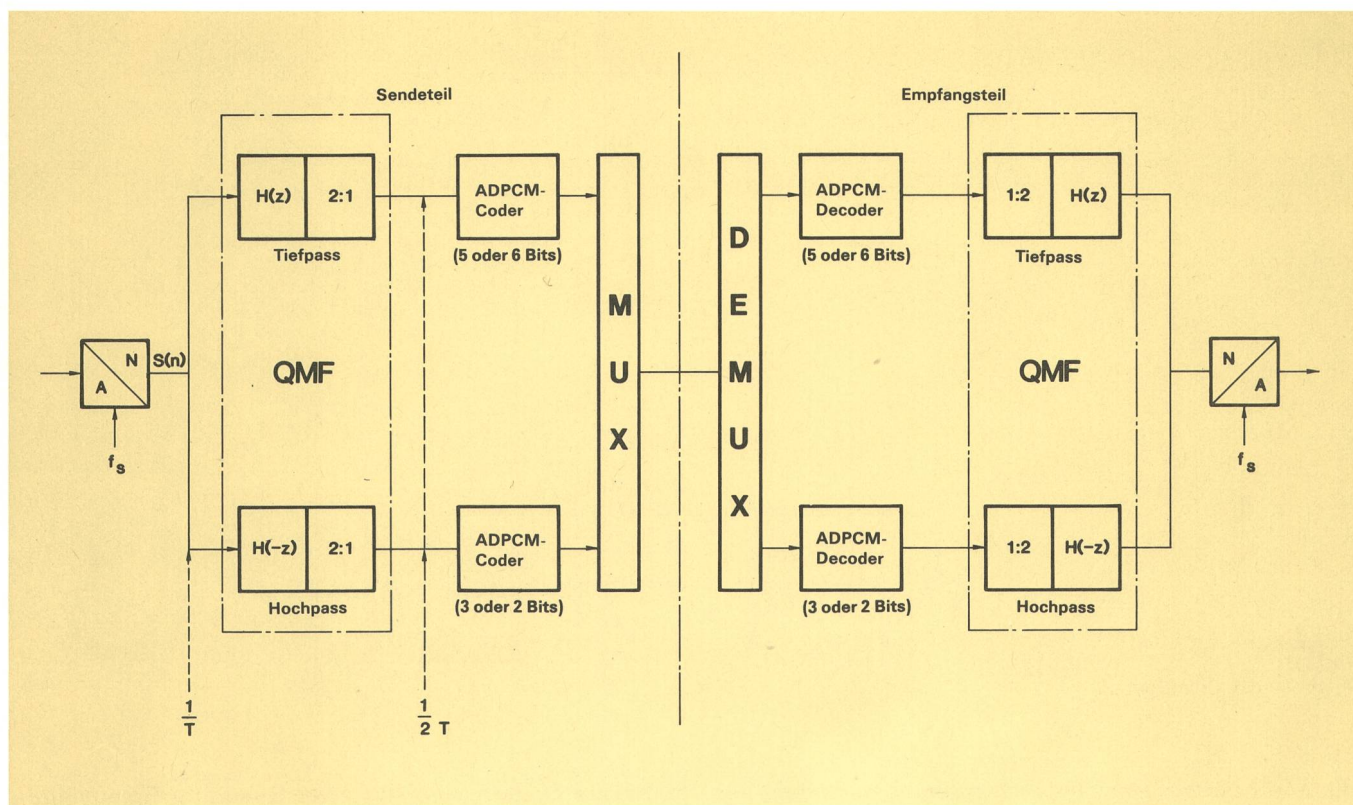 Sendeteil
Empfangsteil
H(z) 2:1
Tiefpass
ADPCM-
Coder
(5 oder 6 Bits)
ADPCM-
Decoder
(5 oder 6 Bits)
1:2 H(z)
Tiefpass
A N
S(n)
fs
QMF
M
U
X
D
E
M
U
X
QMF
N A
fs
H(-z) 2:1
Hochpass
ADPCM-
Coder
(3 oder 2 Bits)
ADPCM-
Decoder
(3 oder 2 Bits)
1:2 H(-z)
Hochpass
1
T
1
2 T